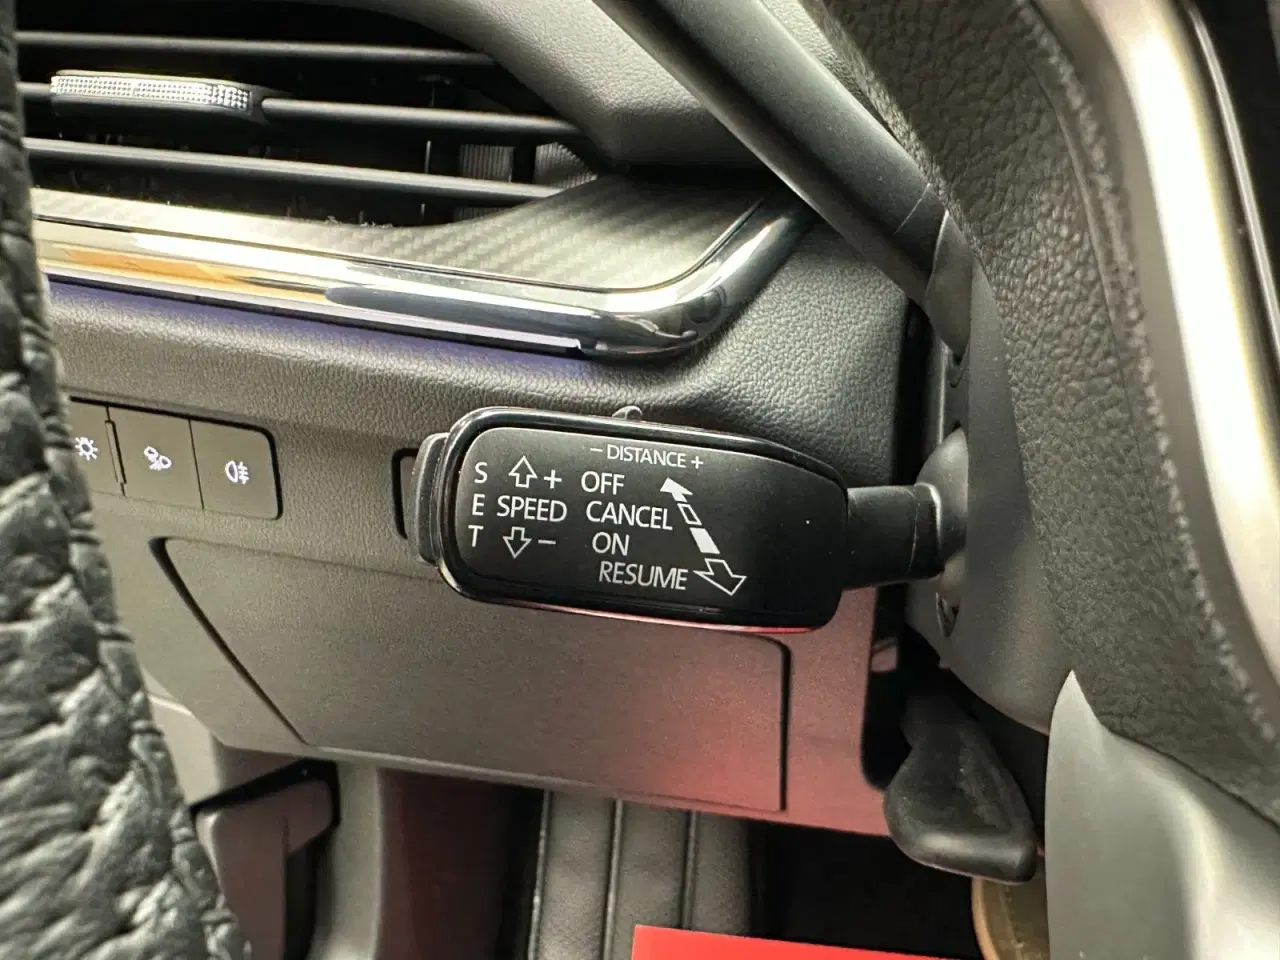 − DISTANCE +
S + OFF
E SPEED CANCEL
T − ON
RESUME